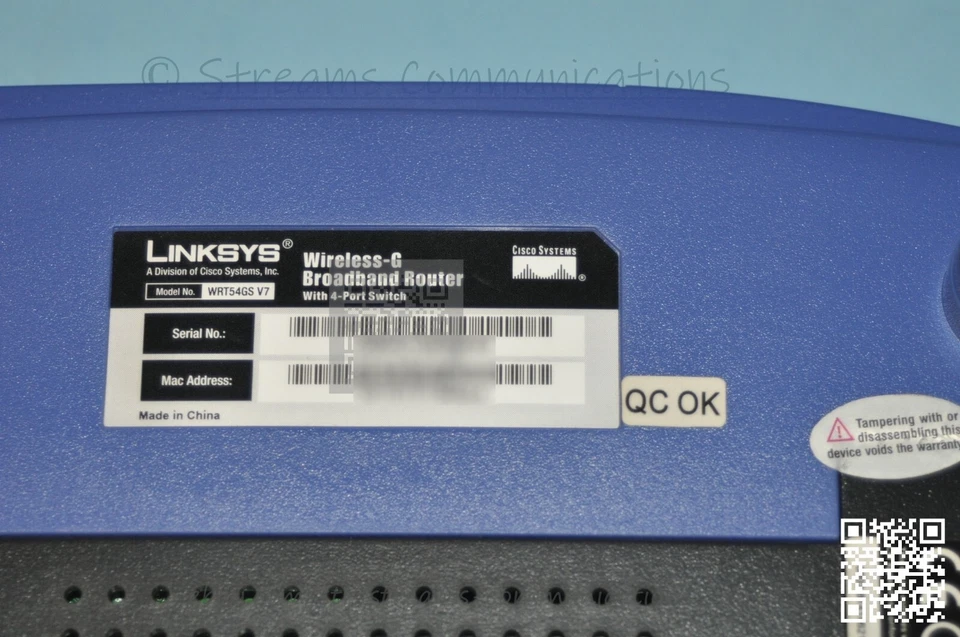 © Streams Communications
LINKSYS®
A Division of Cisco Systems, Inc.
Model No. WRT54GS V7
Wireless-G
Broadband Router
With 4-Port Switch
CISCO SYSTEMS
®
Serial No.:
Mac Address:
Made in China
QC OK
Tampering with or
disassembling this
device voids the warranty